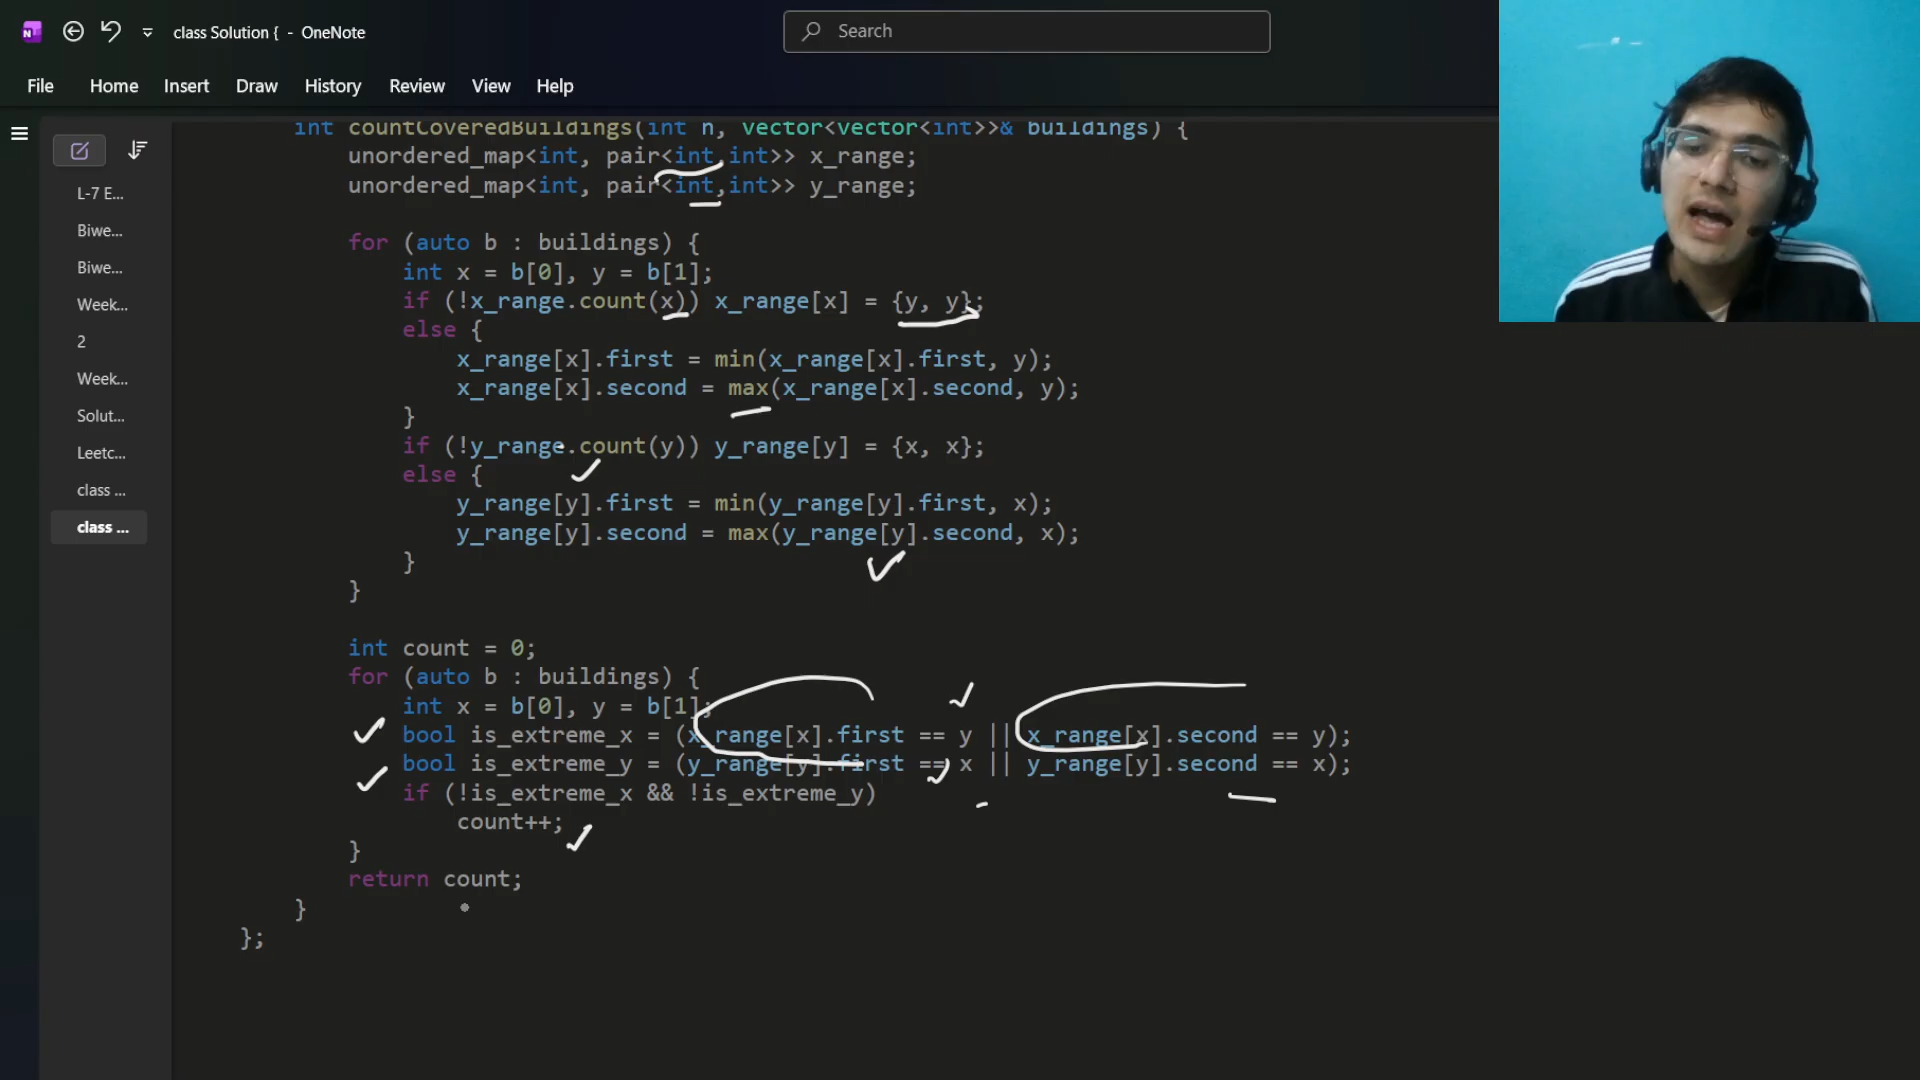 class Solution { - OneNote
Search
File Home Insert Draw History Review View Help
L-7 E...
Biwe...
Biwe...
Week...
2
Week...
Solut...
Leetc...
class ...
class ...
int countCoveredBuildings(int n, vector<vector<int>>& buildings) {
unordered_map<int, pair<int,int>> x_range;
unordered_map<int, pair<int,int>> y_range;
for (auto b : buildings) {
int x = b[0], y = b[1];
if (!x_range.count(x)) x_range[x] = {y, y};
else {
x_range[x].first = min(x_range[x].first, y);
x_range[x].second = max(x_range[x].second, y);
}
if (!y_range.count(y)) y_range[y] = {x, x};
else {
y_range[y].first = min(y_range[y].first, x);
y_range[y].second = max(y_range[y].second, x);
}
}
int count = 0;
for (auto b : buildings) {
int x = b[0], y = b[1];
bool is_extreme_x = (x_range[x].first == y || x_range[x].second == y);
bool is_extreme_y = (y_range[y].first == x || y_range[y].second == x);
if (!is_extreme_x && !is_extreme_y)
count++;
}
return count;
}
};